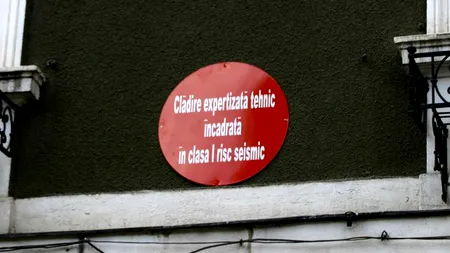 Clădire expertizată tehnic
încadrată
în clasa I risc seismic